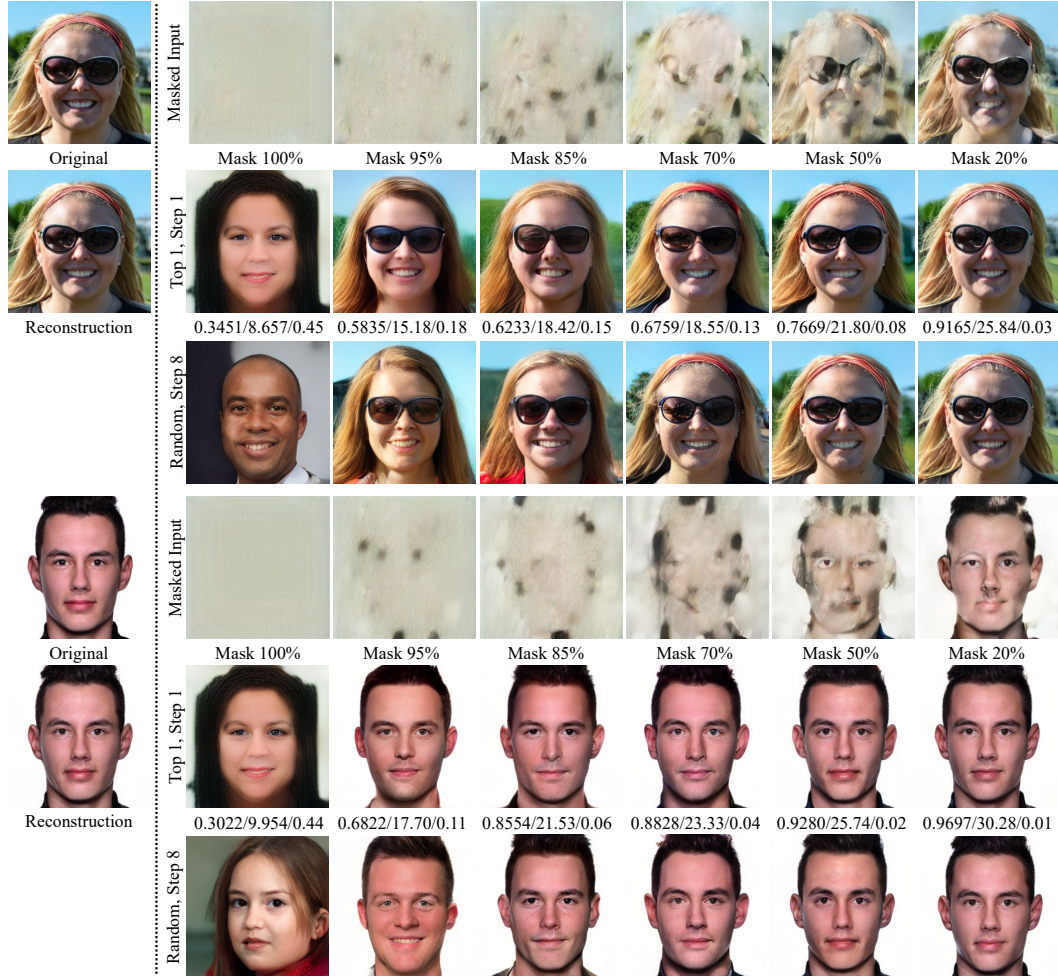 Masked Input
Original
Mask 100%
Mask 95%
Mask 85%
Mask 70%
Mask 50%
Mask 20%
Top 1, Step 1
Reconstruction
0.3451/8.657/0.45
0.5835/15.18/0.18
0.6233/18.42/0.15
0.6759/18.55/0.13
0.7669/21.80/0.08
0.9165/25.84/0.03
Random, Step 8
Masked Input
Original
Mask 100%
Mask 95%
Mask 85%
Mask 70%
Mask 50%
Mask 20%
Top 1, Step 1
Reconstruction
0.3022/9.954/0.44
0.6822/17.70/0.11
0.8554/21.53/0.06
0.8828/23.33/0.04
0.9280/25.74/0.02
0.9697/30.28/0.01
Random, Step 8